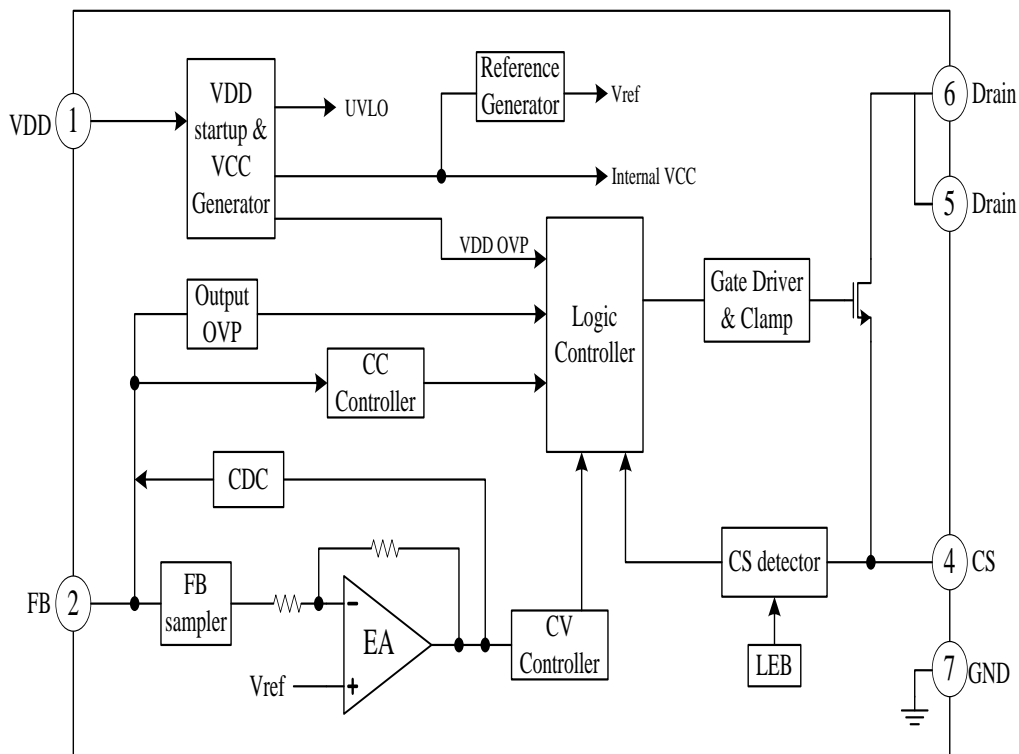 VDD
1
VDD
startup &
VCC
Generator
UVLO
Reference
Generator
Vref
Internal VCC
VDD OVP
6
Drain
5
Drain
Output
OVP
CC
Controller
Logic
Controller
Gate Driver
& Clamp
CDC
FB
2
FB
sampler
EA
Vref
CV
Controller
CS detector
LEB
4
CS
7
GND